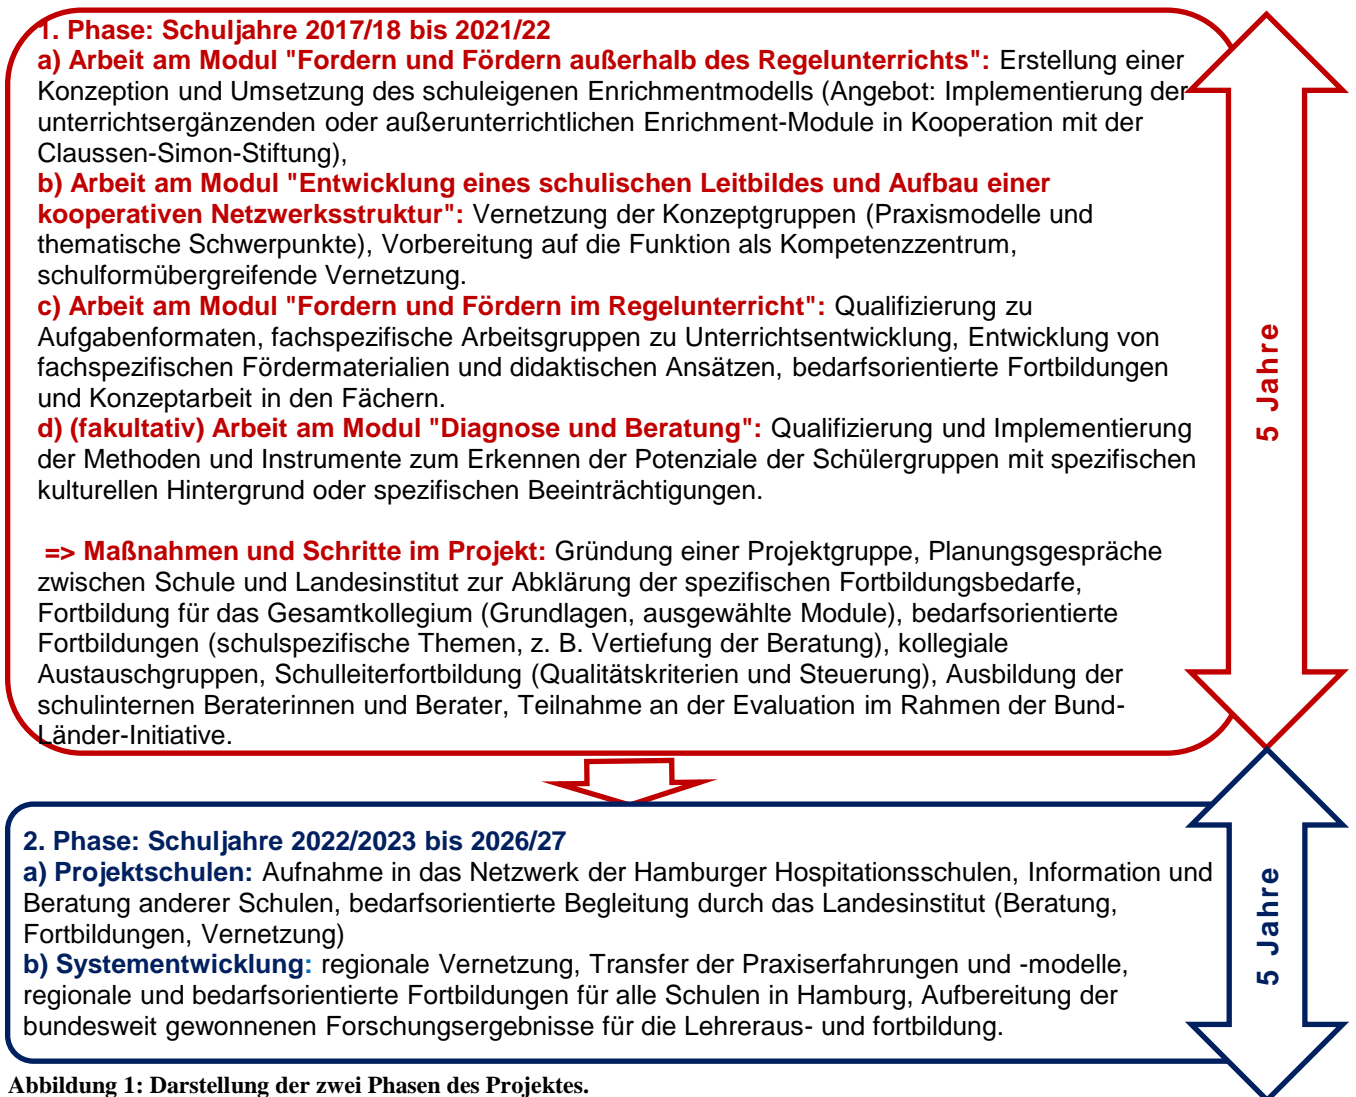 1. Phase: Schuljahre 2017/18 bis 2021/22
a) Arbeit am Modul "Fordern und Fördern außerhalb des Regelunterrichts": Erstellung einer
Konzeption und Umsetzung des schuleigenen Enrichmentmodells (Angebot: Implementierung der
unterrichtsergänzenden oder außerunterrichtlichen Enrichment-Module in Kooperation mit der
Claussen-Simon-Stiftung),
b) Arbeit am Modul "Entwicklung eines schulischen Leitbildes und Aufbau einer
kooperativen Netzwerksstruktur": Vernetzung der Konzeptgruppen (Praxismodelle und
thematische Schwerpunkte), Vorbereitung auf die Funktion als Kompetenzzentrum,
schulformübergreifende Vernetzung.
c) Arbeit am Modul "Fordern und Fördern im Regelunterricht": Qualifizierung zu
Aufgabenformaten, fachspezifische Arbeitsgruppen zu Unterrichtsentwicklung, Entwicklung von
fachspezifischen Fördermaterialien und didaktischen Ansätzen, bedarfsorientierte Fortbildungen
und Konzeptarbeit in den Fächern.
d) (fakultativ) Arbeit am Modul "Diagnose und Beratung": Qualifizierung und Implementierung
der Methoden und Instrumente zum Erkennen der Potenziale der Schülergruppen mit spezifischen
kulturellen Hintergrund oder spezifischen Beeinträchtigungen.
=> Maßnahmen und Schritte im Projekt: Gründung einer Projektgruppe, Planungsgespräche
zwischen Schule und Landesinstitut zur Abklärung der spezifischen Fortbildungsbedarfe,
Fortbildung für das Gesamtkollegium (Grundlagen, ausgewählte Module), bedarfsorientierte
Fortbildungen (schulspezifische Themen, z. B. Vertiefung der Beratung), kollegiale
Austauschgruppen, Schulleiterfortbildung (Qualitätskriterien und Steuerung), Ausbildung der
schulinternen Beraterinnen und Berater, Teilnahme an der Evaluation im Rahmen der Bund-
Länder-Initiative.
5 Jahre
2. Phase: Schuljahre 2022/2023 bis 2026/27
a) Projektschulen: Aufnahme in das Netzwerk der Hamburger Hospitationsschulen, Information und
Beratung anderer Schulen, bedarfsorientierte Begleitung durch das Landesinstitut (Beratung,
Fortbildungen, Vernetzung)
b) Systementwicklung: regionale Vernetzung, Transfer der Praxiserfahrungen und -modelle,
regionale und bedarfsorientierte Fortbildungen für alle Schulen in Hamburg, Aufbereitung der
bundesweit gewonnenen Forschungsergebnisse für die Lehreraus- und fortbildung.
5 Jahre
Abbildung 1: Darstellung der zwei Phasen des Projektes.